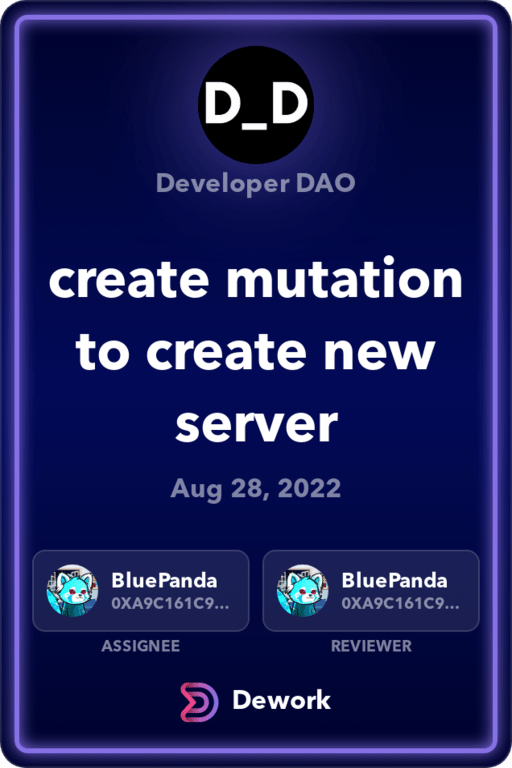 D_D
Developer DAO
create mutation
to create new
server
Aug 28, 2022
BluePanda
0XA9C161C9...
ASSIGNEE
BluePanda
0XA9C161C9...
REVIEWER
Dework